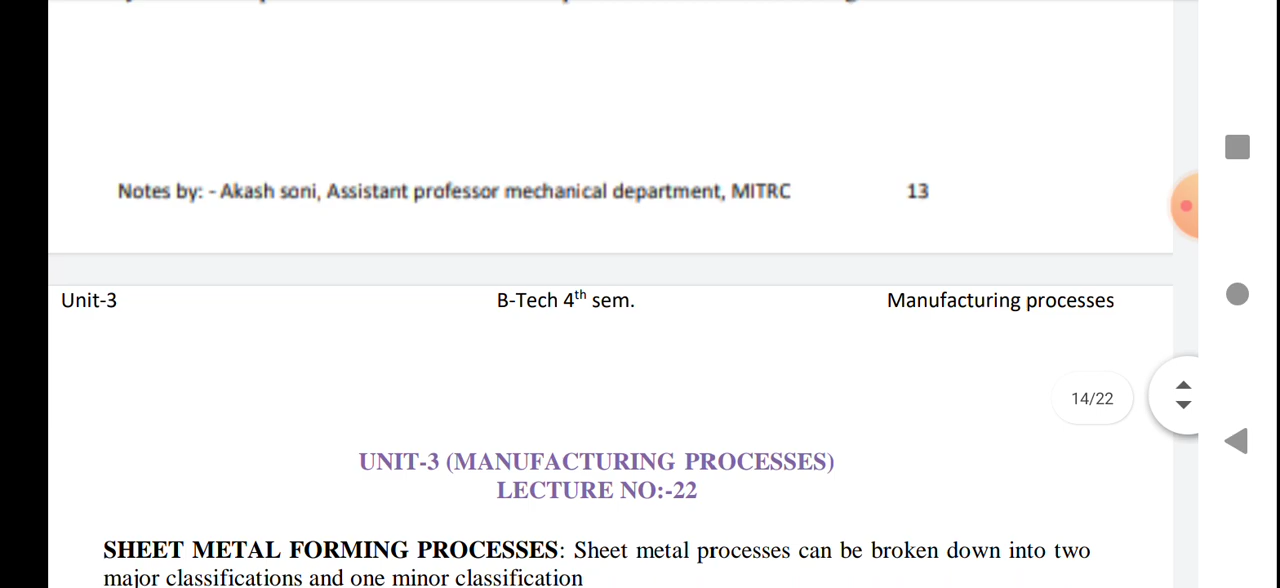 Notes by: - Akash soni, Assistant professor mechanical department, MITRC 13
Unit-3 B-Tech 4th sem. Manufacturing processes
14/22
UNIT-3 (MANUFACTURING PROCESSES)
LECTURE NO:-22
SHEET METAL FORMING PROCESSES: Sheet metal processes can be broken down into two
major classifications and one minor classification